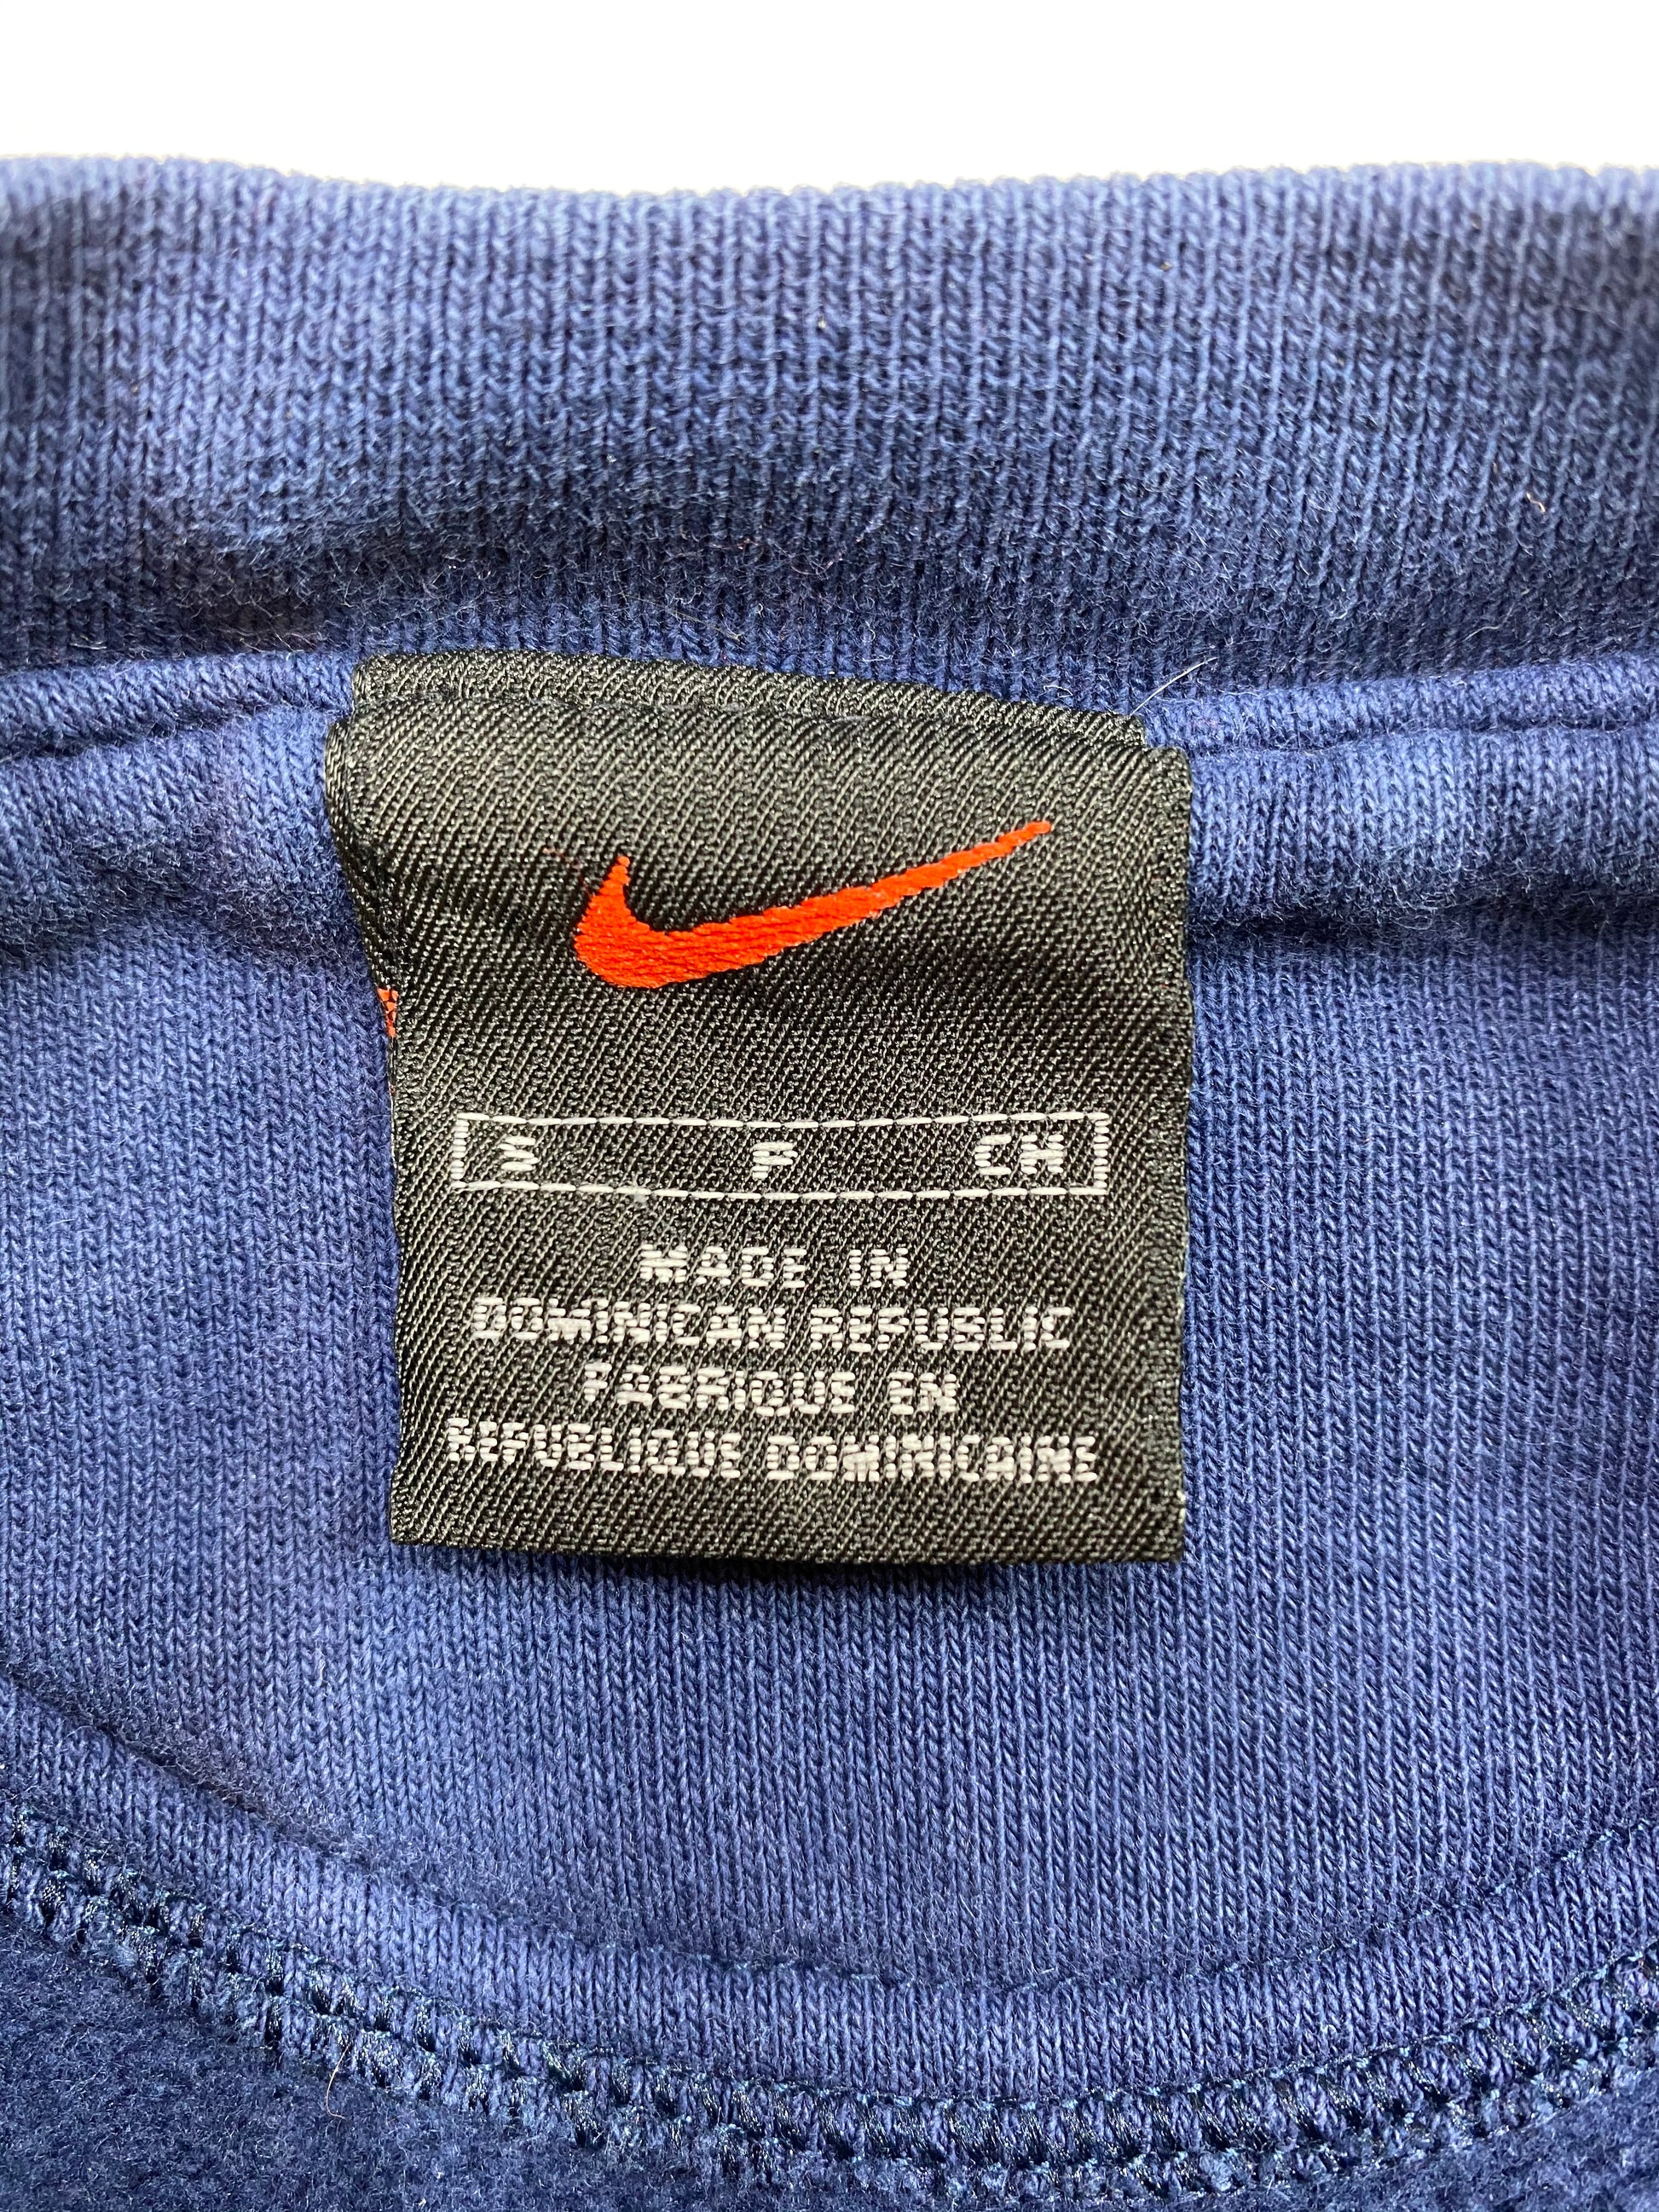 S P CH
MADE IN
DOMINICAN REPUBLIC
FABRIQUE EN
REPUBLIQUE DOMINICAINE